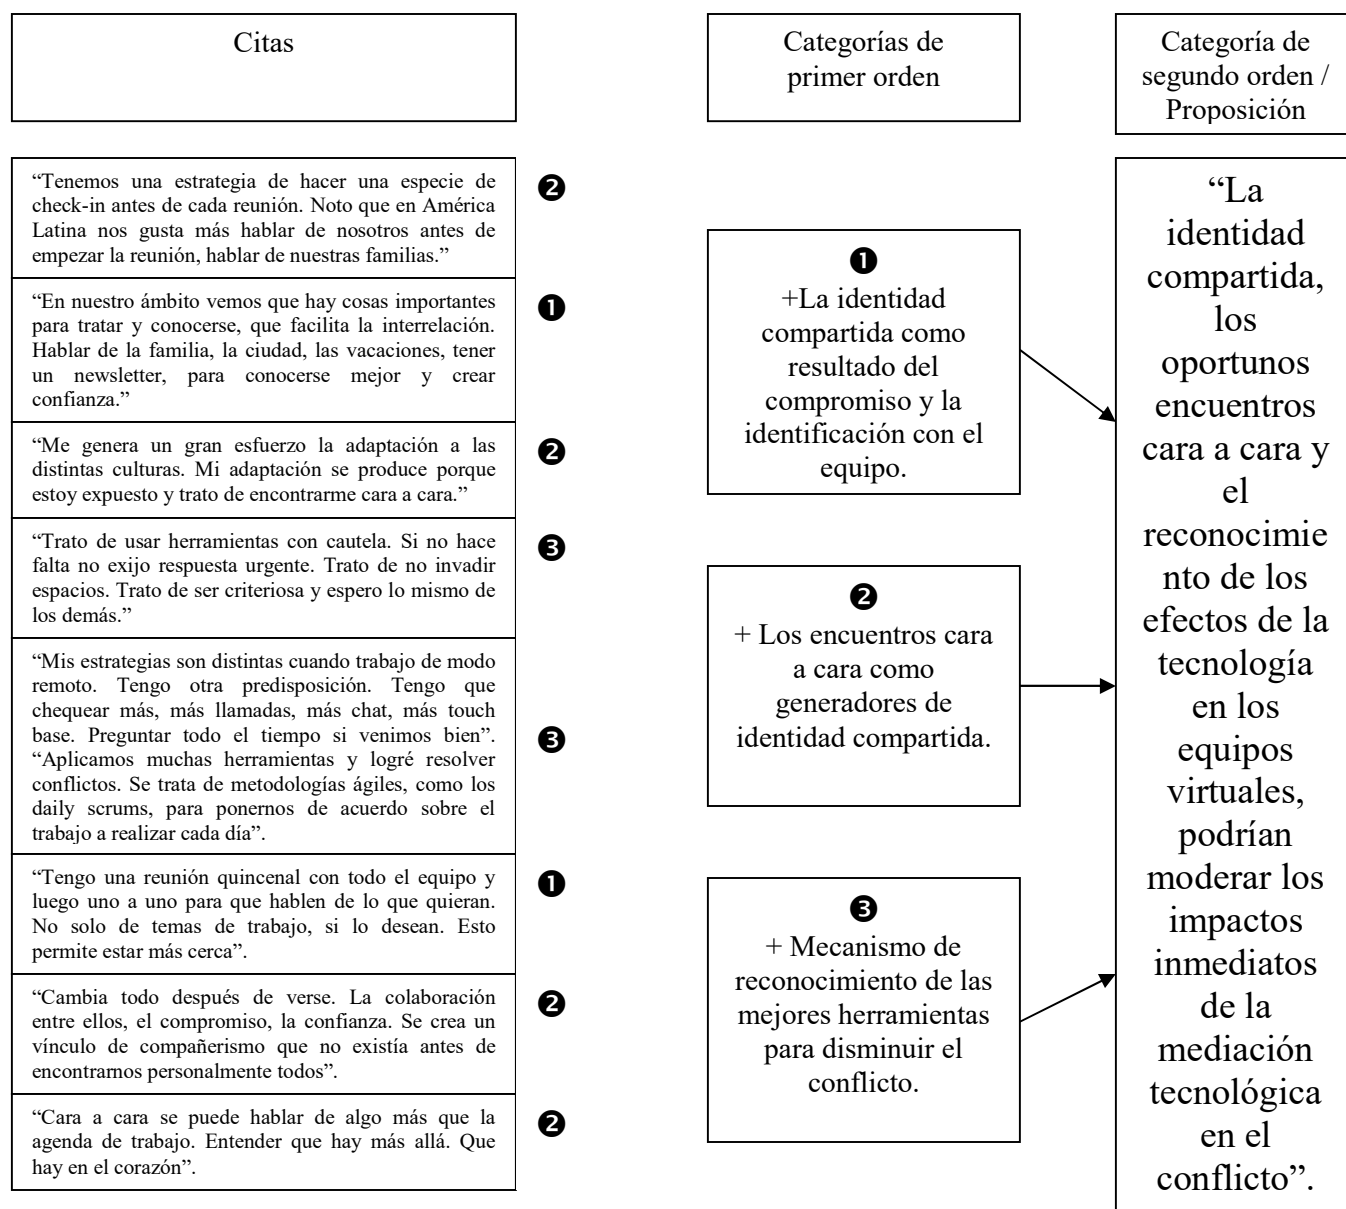 Citas
Categorías de
primer orden
Categoría de
segundo orden /
Proposición
“Tenemos una estrategia de hacer una especie de
check-in antes de cada reunión. Noto que en América
Latina nos gusta más hablar de nosotros antes de
empezar la reunión, hablar de nuestras familias.”
❷
“En nuestro ámbito vemos que hay cosas importantes
para tratar y conocerse, que facilita la interrelación.
Hablar de la familia, la ciudad, las vacaciones, tener
un newsletter, para conocerse mejor y crear
confianza.”
❶
“Me genera un gran esfuerzo la adaptación a las
distintas culturas. Mi adaptación se produce porque
estoy expuesto y trato de encontrarme cara a cara.”
❷
“Trato de usar herramientas con cautela. Si no hace
falta no exijo respuesta urgente. Trato de no invadir
espacios. Trato de ser criteriosa y espero lo mismo de
los demás.”
❸
“Mis estrategias son distintas cuando trabajo de modo
remoto. Tengo otra predisposición. Tengo que
chequear más, más llamadas, más chat, más touch
base. Preguntar todo el tiempo si venimos bien”.
“Aplicamos muchas herramientas y logré resolver
conflictos. Se trata de metodologías ágiles, como los
daily scrums, para ponernos de acuerdo sobre el
trabajo a realizar cada día”.
❸
“Tengo una reunión quincenal con todo el equipo y
luego uno a uno para que hablen de lo que quieran.
No solo de temas de trabajo, si lo desean. Esto
permite estar más cerca”.
❶
“Cambia todo después de verse. La colaboración
entre ellos, el compromiso, la confianza. Se crea un
vínculo de compañerismo que no existía antes de
encontrarnos personalmente todos”.
❷
“Cara a cara se puede hablar de algo más que la
agenda de trabajo. Entender que hay más allá. Que
hay en el corazón”.
❷
❶
+La identidad
compartida como
resultado del
compromiso y la
identificación con el
equipo.
❷
+ Los encuentros cara
a cara como
generadores de
identidad compartida.
❸
+ Mecanismo de
reconocimiento de las
mejores herramientas
para disminuir el
conflicto.
“La
identidad
compartida,
los
oportunos
encuentros
cara a cara y
el
reconocimie
nto de los
efectos de la
tecnología
en los
equipos
virtuales,
podrían
moderar los
impactos
inmediatos
de la
mediación
tecnológica
en el
conflicto”.